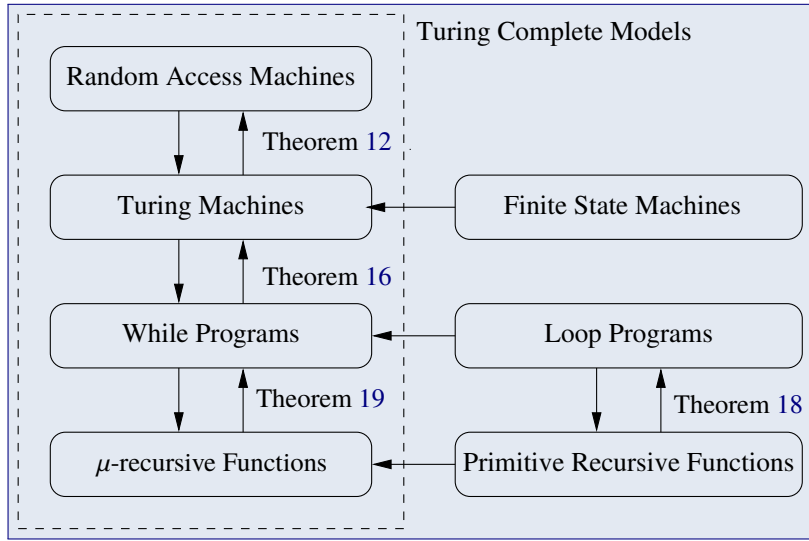 Turing Complete Models
Random Access Machines
Theorem 12
Turing Machines
Finite State Machines
Theorem 16
While Programs
Loop Programs
Theorem 19
Theorem 18
μ-recursive Functions
Primitive Recursive Functions